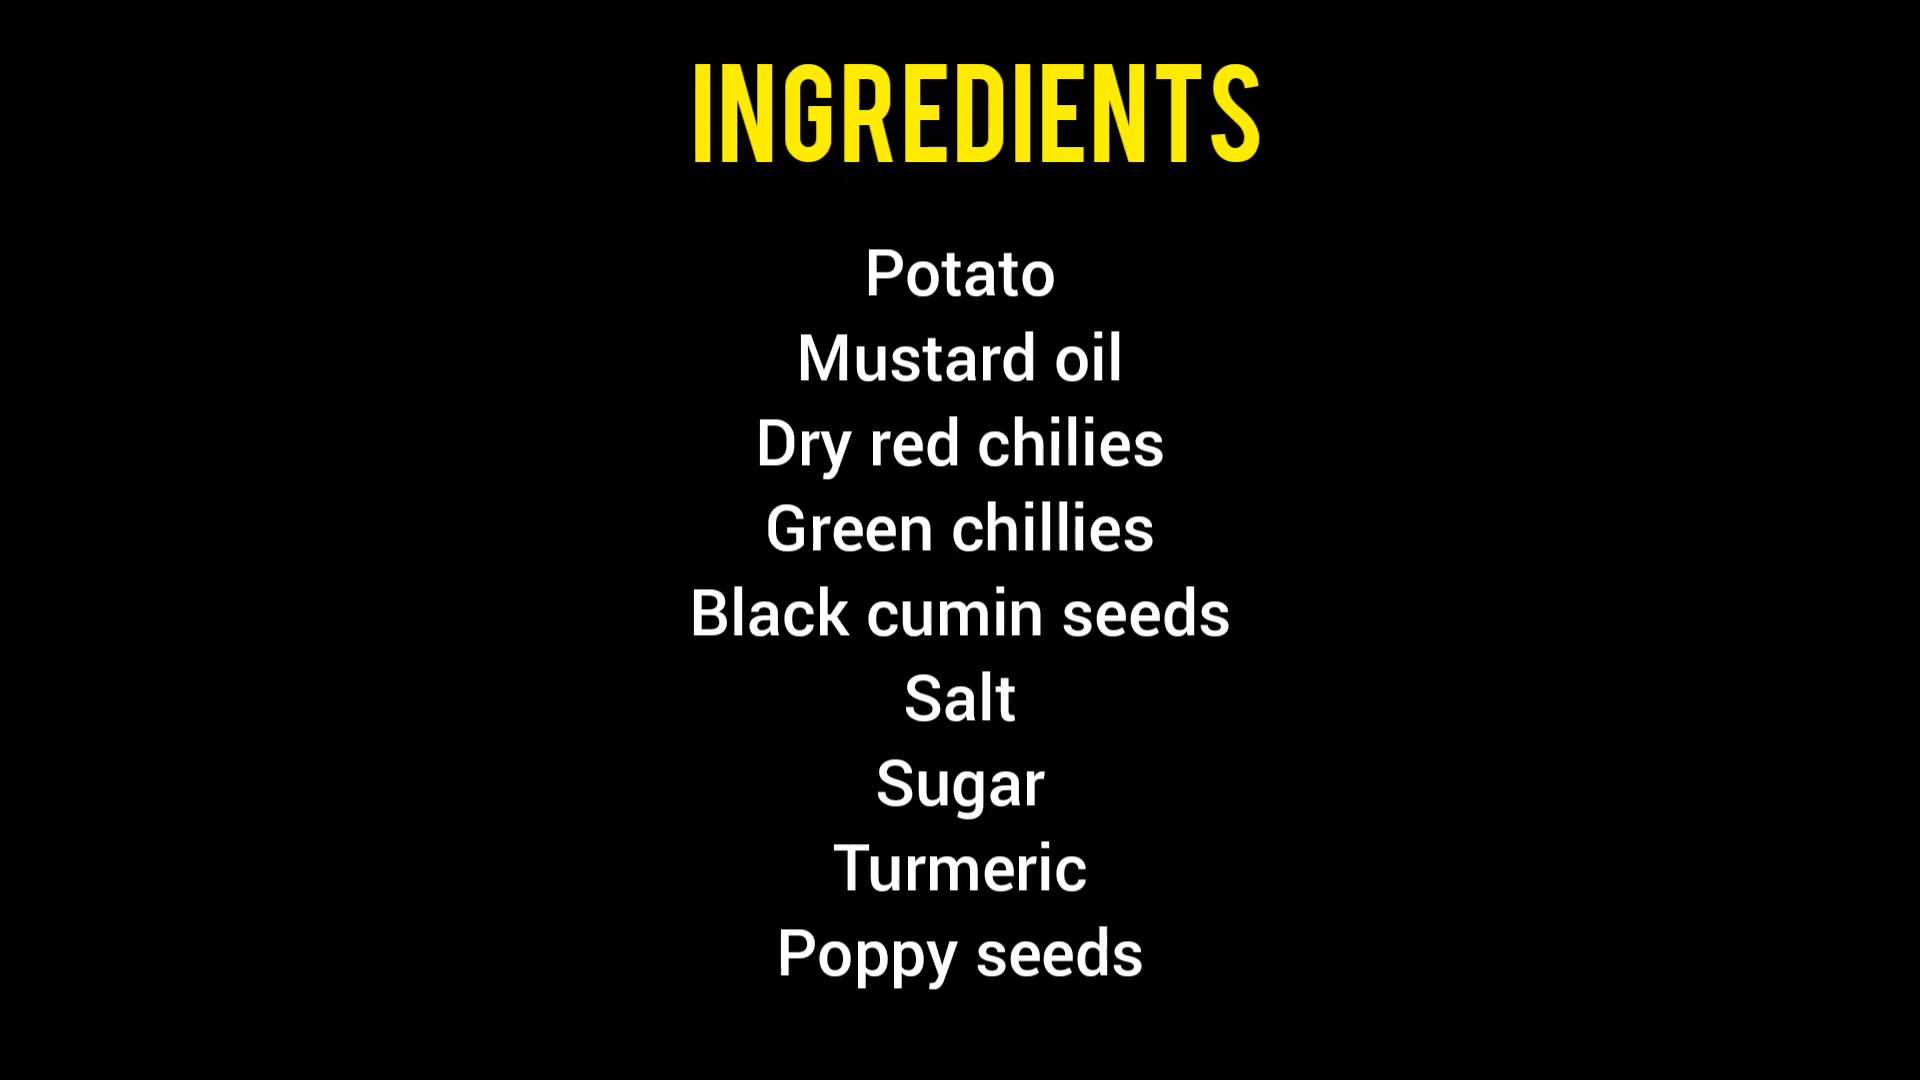 INGREDIENTS
Potato
Mustard oil
Dry red chilies
Green chillies
Black cumin seeds
Salt
Sugar
Turmeric
Poppy seeds